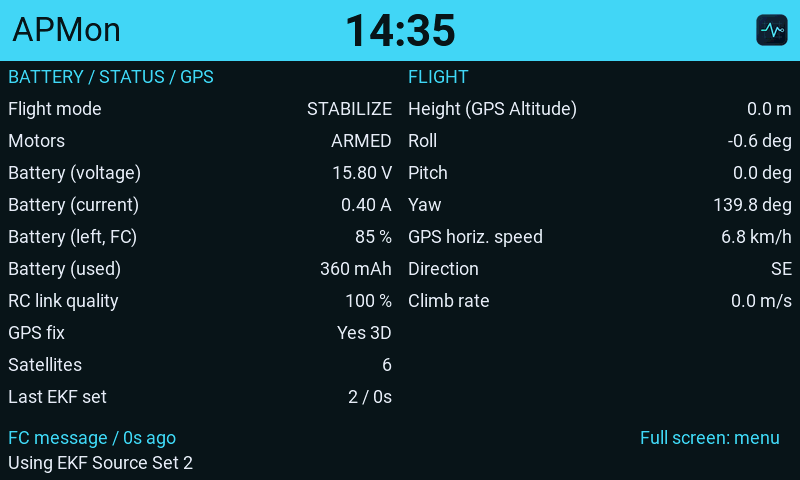 APMon 14:35
BATTERY / STATUS / GPS
Flight mode STABILIZE
Motors ARMED
Battery (voltage) 15.80 V
Battery (current) 0.40 A
Battery (left, FC) 85 %
Battery (used) 360 mAh
RC link quality 100 %
GPS fix Yes 3D
Satellites 6
Last EKF set 2 / 0s
FLIGHT
Height (GPS Altitude) 0.0 m
Roll -0.6 deg
Pitch 0.0 deg
Yaw 139.8 deg
GPS horiz. speed 6.8 km/h
Direction SE
Climb rate 0.0 m/s
FC message / 0s ago
Using EKF Source Set 2
Full screen: menu